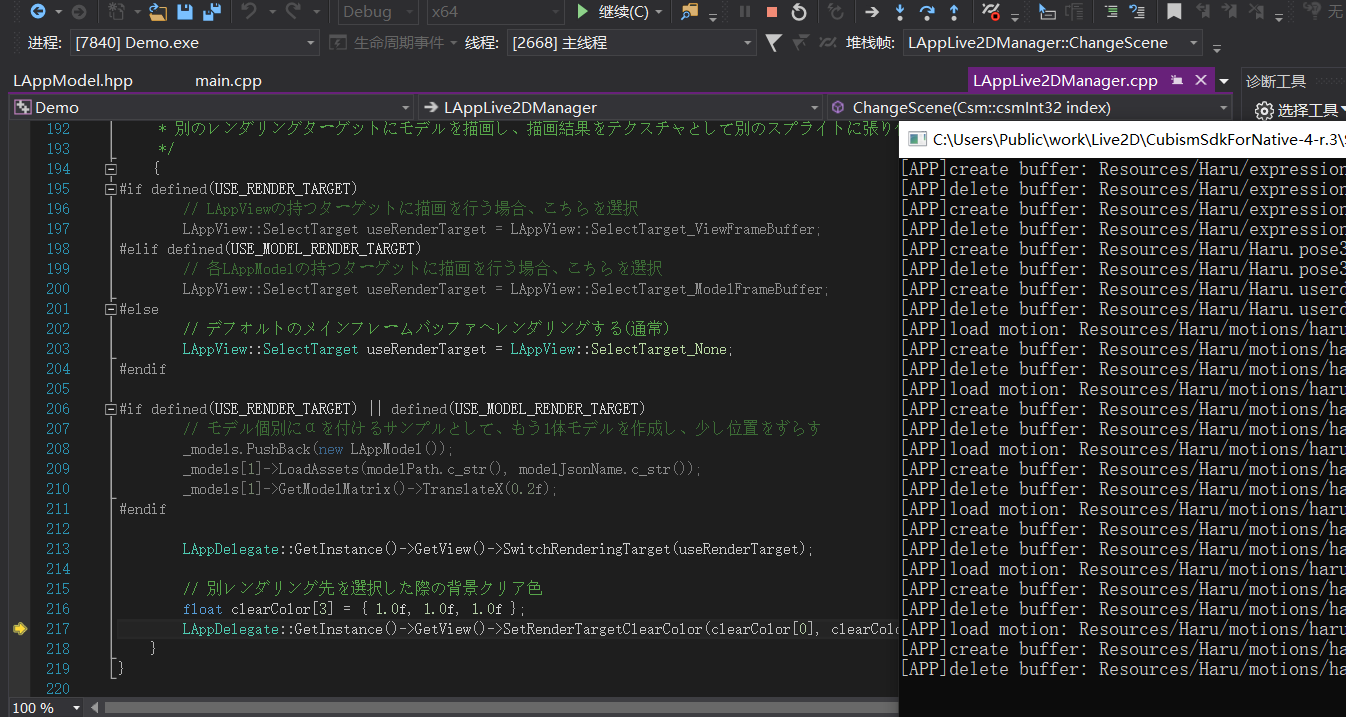 Debug x64 继续(C) 无
进程: [7840] Demo.exe 生命周期事件 线程: [2668] 主线程 堆栈帧: LAppLive2DManager::ChangeScene
LAppModel.hpp main.cpp LAppLive2DManager.cpp 诊断工具
Demo LAppLive2DManager ChangeScene(Csm::csmInt32 index) 选择工具
192 * 別のレンダリングターゲットにモデルを描画し、描画結果をテクスチャとして別のスプライトに張り
193 */
194 {
195 #if defined(USE_RENDER_TARGET)
196 // LAppViewの持つターゲットに描画を行う場合、こちらを選択
197 LAppView::SelectTarget useRenderTarget = LAppView::SelectTarget_ViewFrameBuffer;
198 #elif defined(USE_MODEL_RENDER_TARGET)
199 // 各LAppModelの持つターゲットに描画を行う場合、こちらを選択
200 LAppView::SelectTarget useRenderTarget = LAppView::SelectTarget_ModelFrameBuffer;
201 #else
202 // デフォルトのメインフレームバッファへレンダリングする(通常)
203 LAppView::SelectTarget useRenderTarget = LAppView::SelectTarget_None;
204 #endif
205
206 #if defined(USE_RENDER_TARGET) || defined(USE_MODEL_RENDER_TARGET)
207 // モデル個別にαを付けるサンプルとして、もう1体モデルを作成し、少し位置をずらす
208 _models.PushBack(new LAppModel());
209 _models[1]->LoadAssets(modelPath.c_str(), modelJsonName.c_str());
210 _models[1]->GetModelMatrix()->TranslateX(0.2f);
211 #endif
212
213 LAppDelegate::GetInstance()->GetView()->SwitchRenderingTarget(useRenderTarget);
214
215 // 別レンダリング先を選択した際の背景クリア色
216 float clearColor[3] = { 1.0f, 1.0f, 1.0f };
217 LAppDelegate::GetInstance()->GetView()->SetRenderTargetClearColor(clearColor[0], clearColo
218 }
219 }
220
100 %
C:\Users\Public\work\Live2D\CubismSdkForNative-4-r.3\S
[APP]create buffer: Resources/Haru/expression
[APP]delete buffer: Resources/Haru/expression
[APP]create buffer: Resources/Haru/expression
[APP]delete buffer: Resources/Haru/expression
[APP]create buffer: Resources/Haru/Haru.pose3
[APP]delete buffer: Resources/Haru/Haru.pose3
[APP]create buffer: Resources/Haru/Haru.userd
[APP]delete buffer: Resources/Haru/Haru.userd
[APP]load motion: Resources/Haru/motions/haru
[APP]create buffer: Resources/Haru/motions/ha
[APP]delete buffer: Resources/Haru/motions/ha
[APP]load motion: Resources/Haru/motions/haru
[APP]create buffer: Resources/Haru/motions/ha
[APP]delete buffer: Resources/Haru/motions/ha
[APP]load motion: Resources/Haru/motions/haru
[APP]create buffer: Resources/Haru/motions/ha
[APP]delete buffer: Resources/Haru/motions/ha
[APP]load motion: Resources/Haru/motions/haru
[APP]create buffer: Resources/Haru/motions/ha
[APP]delete buffer: Resources/Haru/motions/ha
[APP]load motion: Resources/Haru/motions/haru
[APP]create buffer: Resources/Haru/motions/ha
[APP]delete buffer: Resources/Haru/motions/ha
[APP]load motion: Resources/Haru/motions/haru
[APP]create buffer: Resources/Haru/motions/ha
[APP]delete buffer: Resources/Haru/motions/ha